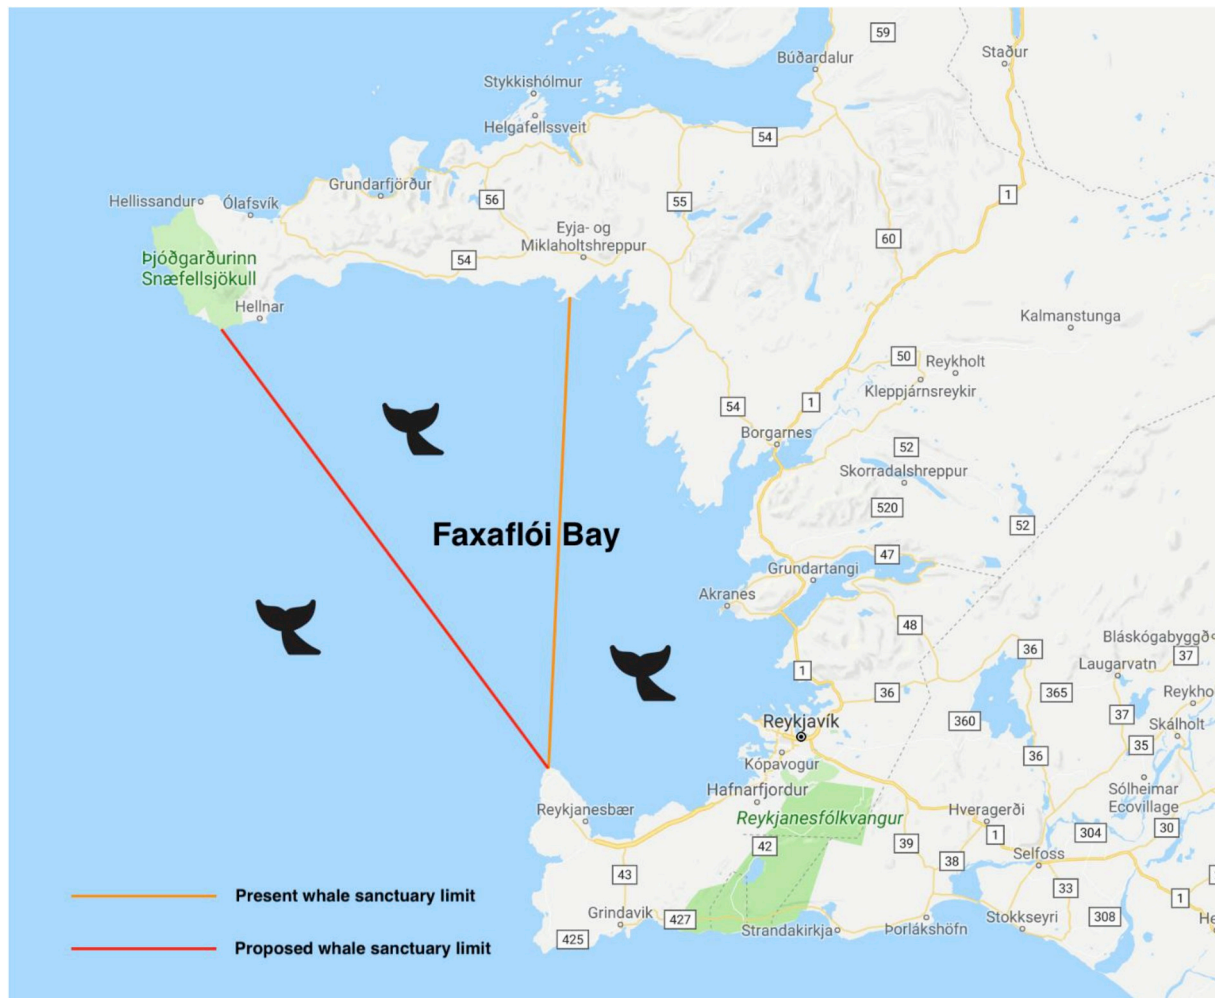 59
Búðardalur
Staður
Stykkishólmur
Helgafellssveit
54
Grundarfjörður
56
55
1
Hellissandur
Ólafsvík
Eyja- og
Miklaholtshreppur
60
54
Þjóðgarðurinn
Snæfellsjökull
Hellnar
Kalmanstunga
50
Reykholt
Kleppjárnsreykir
54
1
Borgarnes
52
Skorradalshreppur
520
52
Faxaflói Bay
47
Grundartangi
Akranes
48
36
Bláskógabyggð
37
Laugarvatn
1
36
365
Reykho
37
360
Skálholt
Reykjavík
35
36
Kópavogur
Sólheimar
Ecovillage
Hafnarfjordur
Reykjanesbær
Reykjanesfólkvangur
Hveragerði
304
30
1
42
39
38
Selfoss
43
33
1
Present whale sanctuary limit
Grindavik
427
Stokkseyri
308
He
Strandakirkja
Þorlákshöfn
425
Proposed whale sanctuary limit